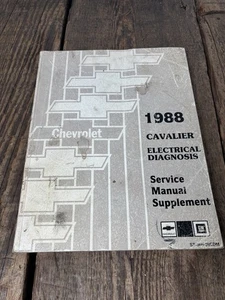 1988
Chevrolet
CAVALIER
ELECTRICAL
DIAGNOSIS
Service
Manual
Supplement